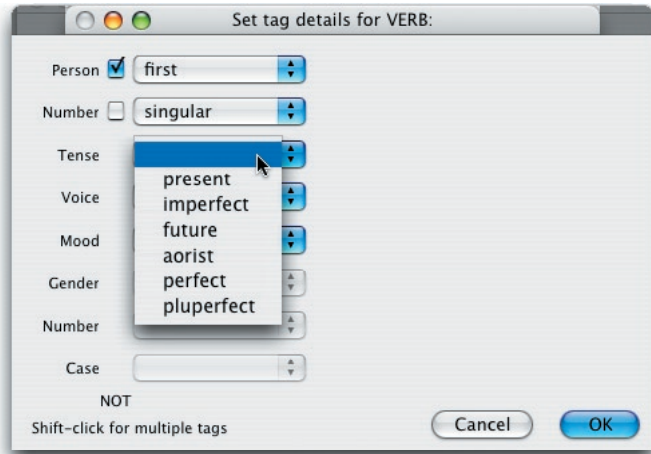 Set tag details for VERB:
Person first
Number singular
Tense
present
Voice
imperfect
future
Mood
aorist
Gender
perfect
pluperfect
Number
Case
NOT
Shift-click for multiple tags
Cancel OK